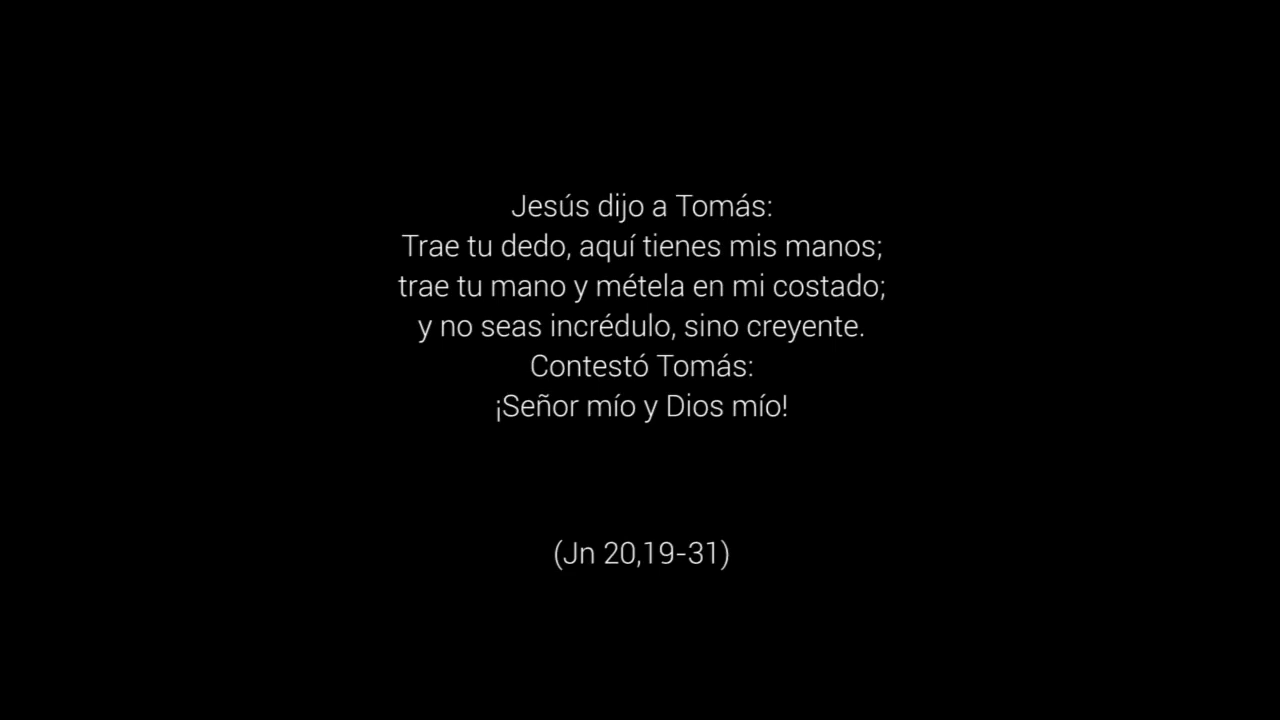 Jesús dijo a Tomás:
Trae tu dedo, aquí tienes mis manos;
trae tu mano y métela en mi costado;
y no seas incrédulo, sino creyente.
Contestó Tomás:
¡Señor mío y Dios mío!
(Jn 20,19-31)